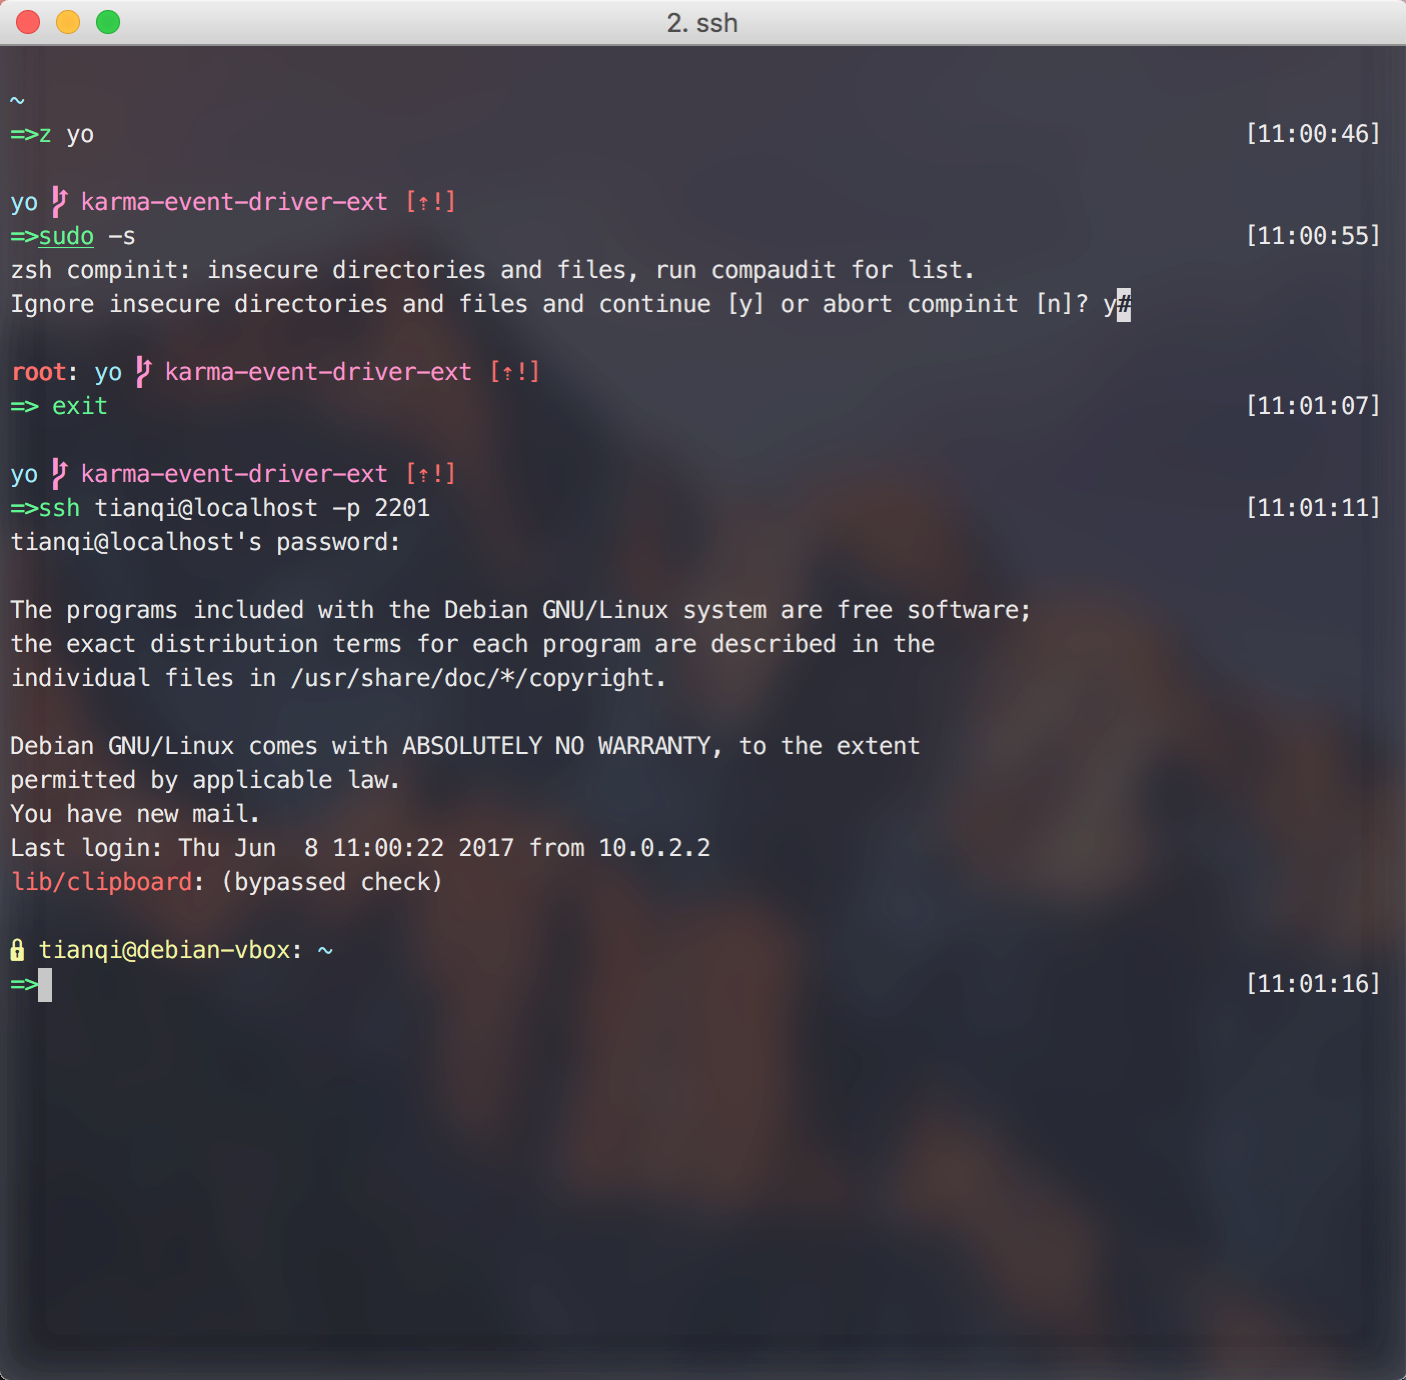 2. ssh
~
=>z yo [11:00:46]
yo karma-event-driver-ext [⇡!]
=>sudo -s [11:00:55]
zsh compinit: insecure directories and files, run compaudit for list.
Ignore insecure directories and files and continue [y] or abort compinit [n]? y#
root: yo karma-event-driver-ext [⇡!]
=> exit [11:01:07]
yo karma-event-driver-ext [⇡!]
=>ssh tianqi@localhost -p 2201 [11:01:11]
tianqi@localhost's password:
The programs included with the Debian GNU/Linux system are free software;
the exact distribution terms for each program are described in the
individual files in /usr/share/doc/*/copyright.
Debian GNU/Linux comes with ABSOLUTELY NO WARRANTY, to the extent
permitted by applicable law.
You have new mail.
Last login: Thu Jun  8 11:00:22 2017 from 10.0.2.2
lib/clipboard: (bypassed check)
tianqi@debian-vbox: ~
=> [11:01:16]